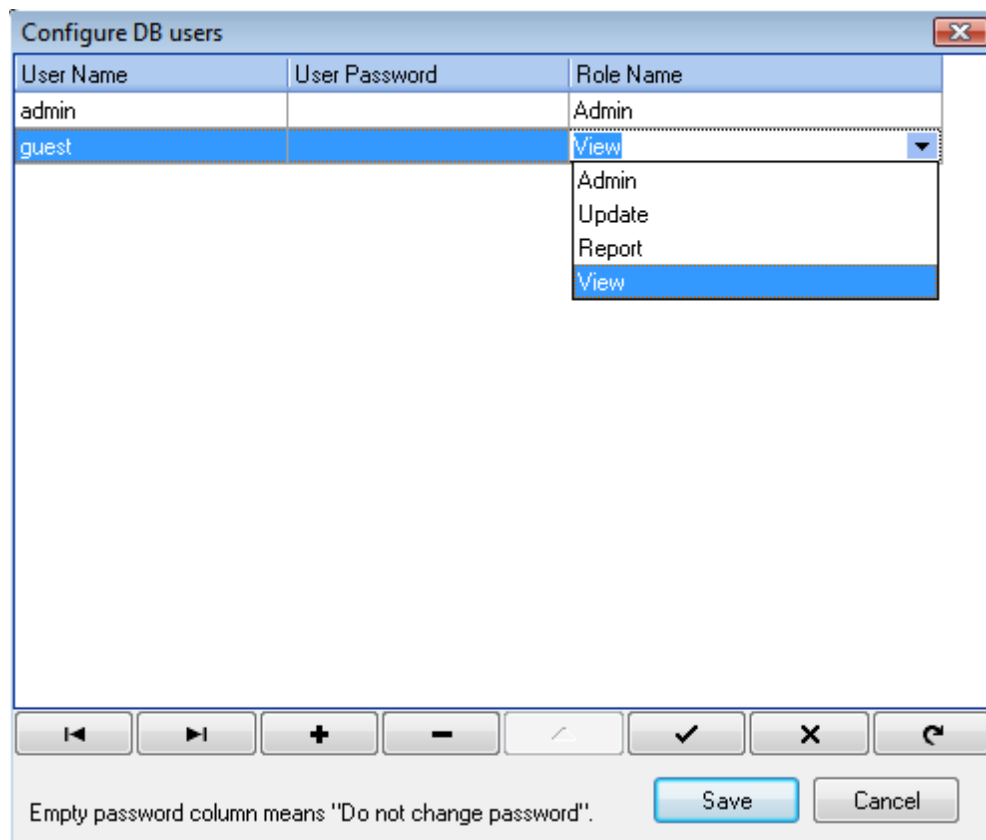 Configure DB users
User Name User Password Role Name
admin Admin
guest View
Admin
Update
Report
View
Save Cancel
Empty password column means "Do not change password".